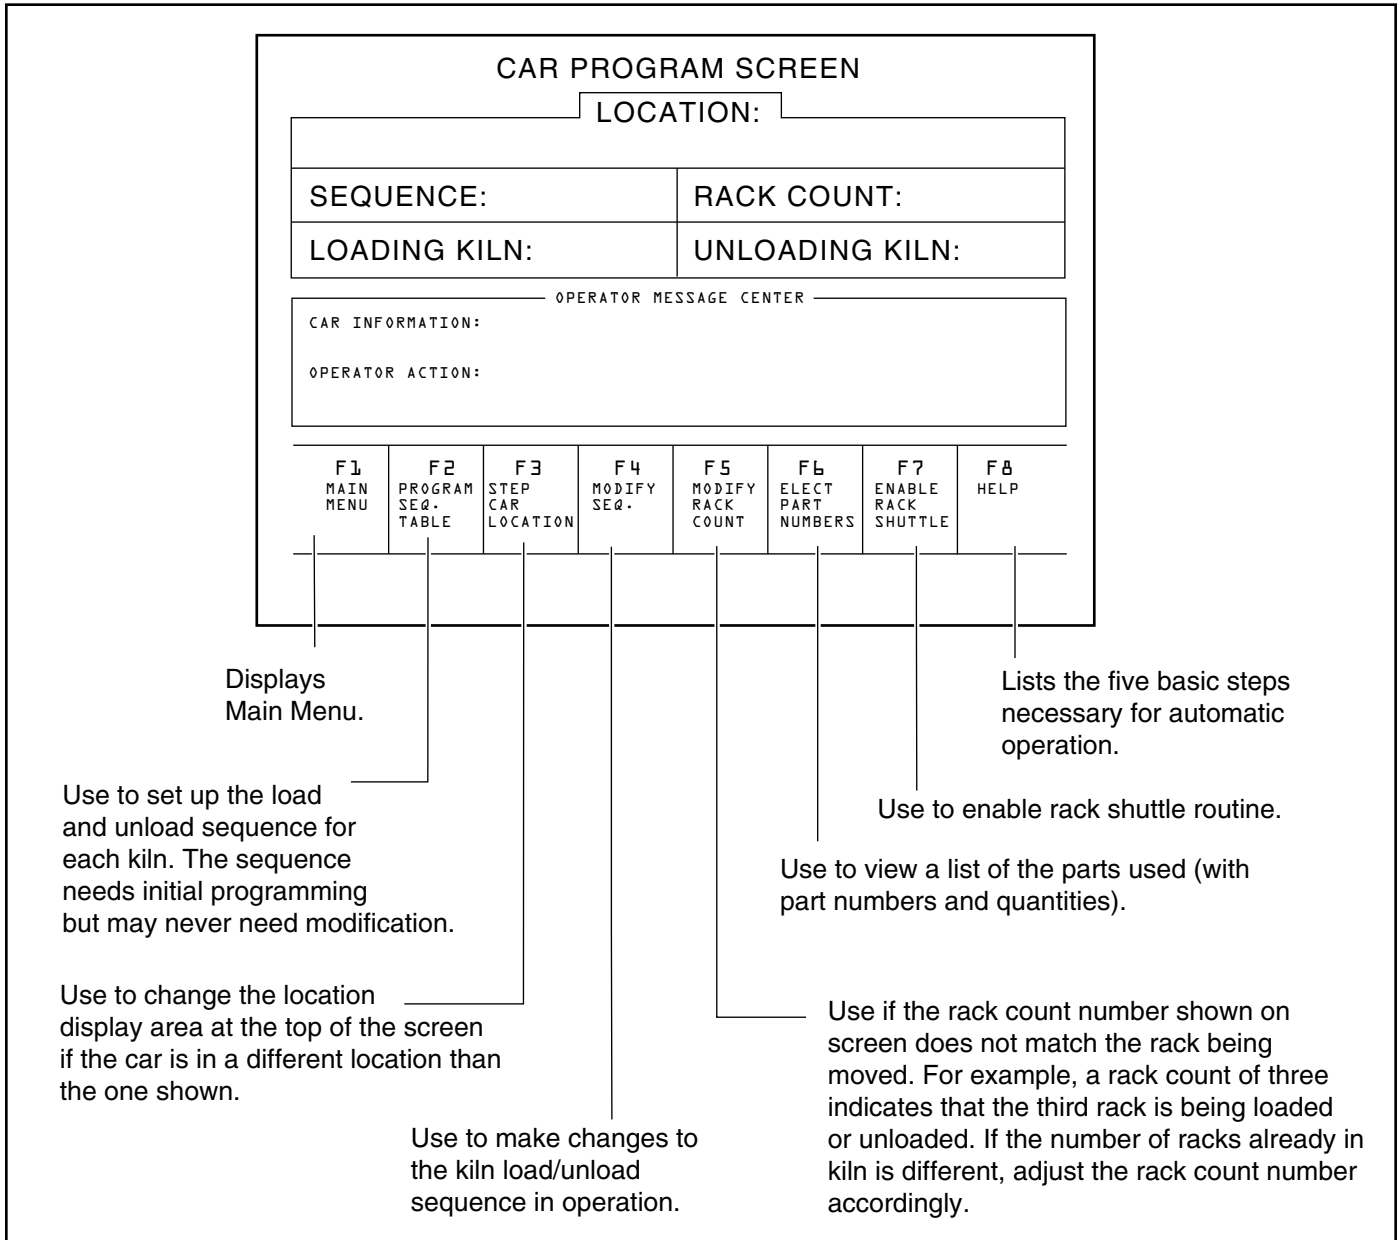 CAR PROGRAM SCREEN
LOCATION:
SEQUENCE:
RACK COUNT:
LOADING KILN:
UNLOADING KILN:
OPERATOR MESSAGE CENTER
CAR INFORMATION:
OPERATOR ACTION:
F1
MAIN
MENU
F2
PROGRAM
SEQ.
TABLE
F3
STEP
CAR
LOCATION
F4
MODIFY
SEQ.
F5
MODIFY
RACK
COUNT
F6
ELECT
PART
NUMBERS
F7
ENABLE
RACK
SHUTTLE
F8
HELP
Displays
Main Menu.
Lists the five basic steps
necessary for automatic
operation.
Use to set up the load
and unload sequence for
each kiln. The sequence
needs initial programming
but may never need modification.
Use to enable rack shuttle routine.
Use to view a list of the parts used (with
part numbers and quantities).
Use to change the location
display area at the top of the screen
if the car is in a different location than
the one shown.
Use if the rack count number shown on
screen does not match the rack being
moved. For example, a rack count of three
indicates that the third rack is being loaded
or unloaded. If the number of racks already in
kiln is different, adjust the rack count number
accordingly.
Use to make changes to
the kiln load/unload
sequence in operation.